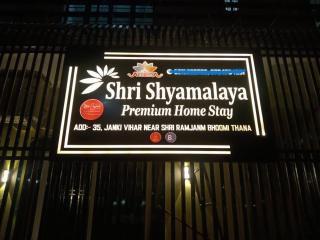 Shri Shyamalaya
Premium Home Stay
ADD:- 35, JANKI VIHAR NEAR SHRI RAMJANM BHOOMI THANA